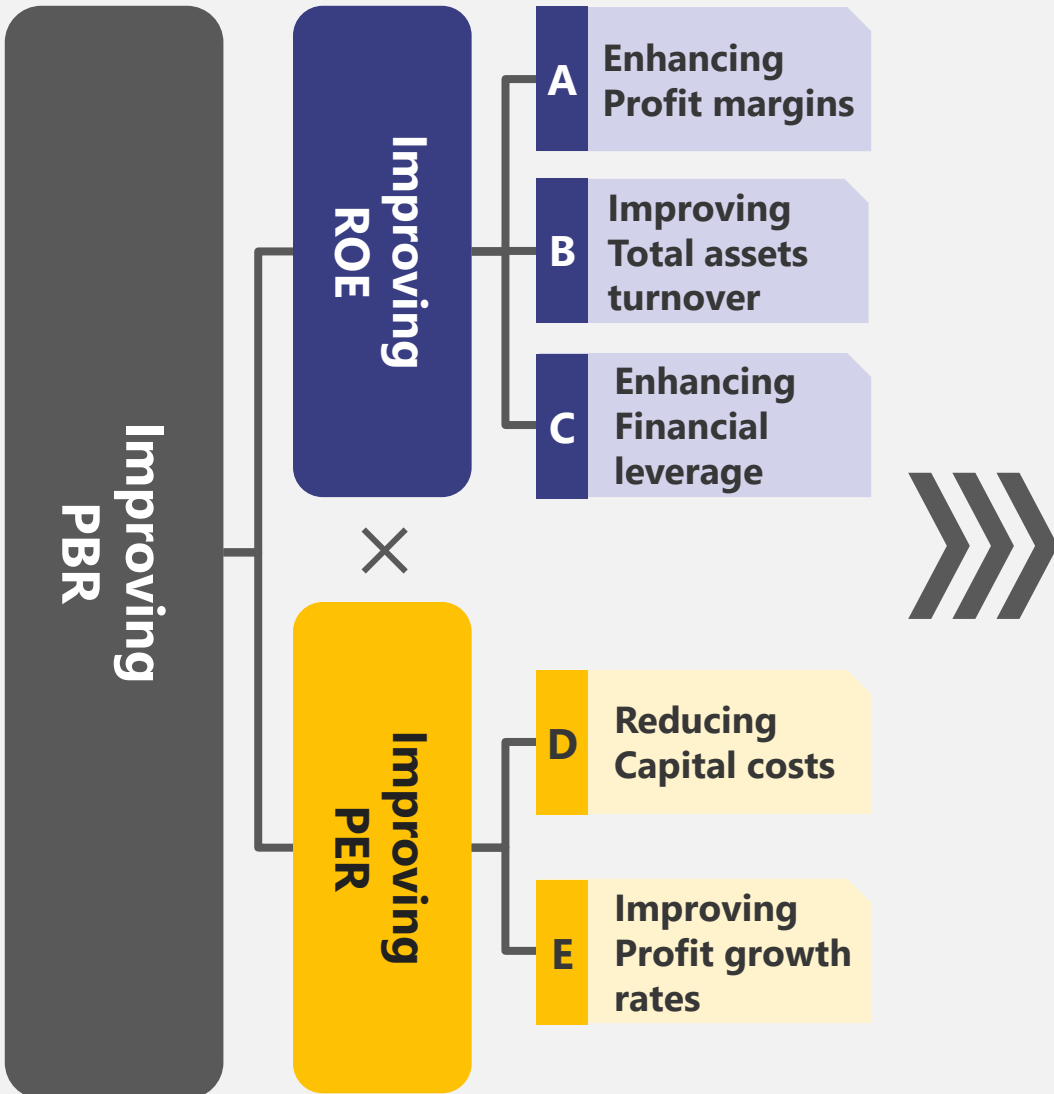 Improving
PBR
Improving
ROE
A
Enhancing
Profit margins
B
Improving
Total assets
turnover
C
Enhancing
Financial
leverage
×
Improving
PER
D
Reducing
Capital costs
E
Improving
Profit growth
rates